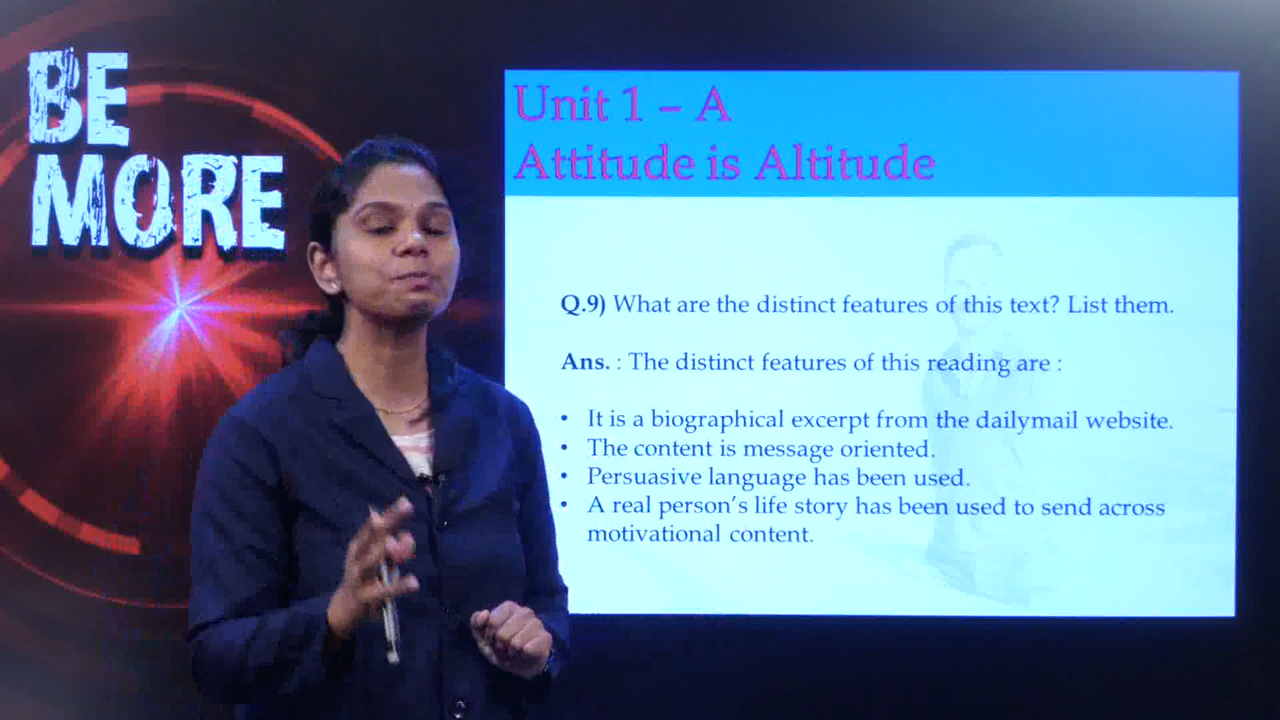 BE
MORE
Unit 1 – A
Attitude is Altitude
Q.9) What are the distinct features of this text? List them.
Ans. : The distinct features of this reading are :
• It is a biographical excerpt from the dailymail website.
• The content is message oriented.
• Persuasive language has been used.
• A real person’s life story has been used to send across
motivational content.